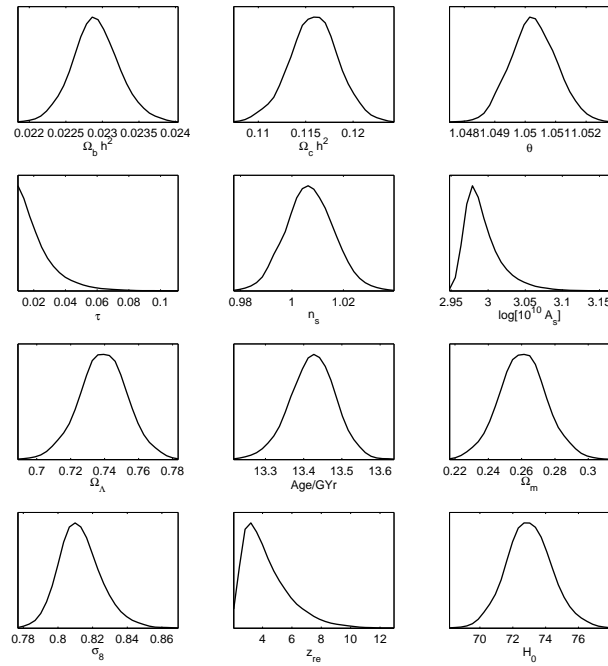 0.022 0.0225 0.023 0.0235 0.024
Ω_b h²
0.11 0.115 0.12
Ω_c h²
1.048 1.049 1.05 1.051 1.052
θ
0.02 0.04 0.06 0.08 0.1
τ
0.98 1 1.02
n_s
2.95 3 3.05 3.1 3.15
log[10¹⁰ A_s]
0.7 0.72 0.74 0.76 0.78
Ω_Λ
13.3 13.4 13.5 13.6
Age/GYr
0.22 0.24 0.26 0.28 0.3
Ω_m
0.78 0.8 0.82 0.84 0.86
σ_8
4 6 8 10 12
z_re
70 72 74 76
H_0